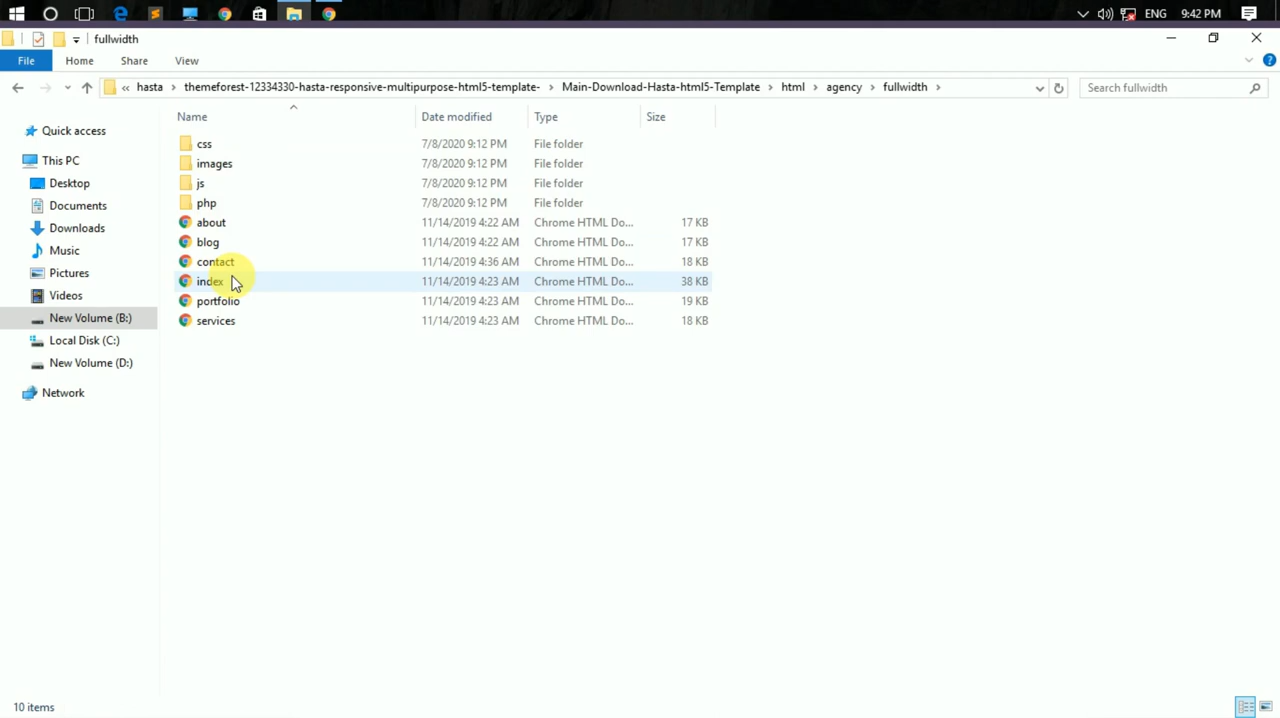 ENG 9:42 PM
fullwidth
File Home Share View
« hasta themeforest-12334330-hasta-responsive-multipurpose-html5-template- Main-Download-Hasta-html5-Template html agency fullwidth Search fullwidth
Name Date modified Type Size
Quick access
This PC
Desktop
Documents
Downloads
Music
Pictures
Videos
New Volume (B:)
Local Disk (C:)
New Volume (D:)
Network
css 7/8/2020 9:12 PM File folder
images 7/8/2020 9:12 PM File folder
js 7/8/2020 9:12 PM File folder
php 7/8/2020 9:12 PM File folder
about 11/14/2019 4:22 AM Chrome HTML Do... 17 KB
blog 11/14/2019 4:22 AM Chrome HTML Do... 17 KB
contact 11/14/2019 4:36 AM Chrome HTML Do... 18 KB
index 11/14/2019 4:23 AM Chrome HTML Do... 38 KB
portfolio 11/14/2019 4:23 AM Chrome HTML Do... 19 KB
services 11/14/2019 4:23 AM Chrome HTML Do... 18 KB
10 items